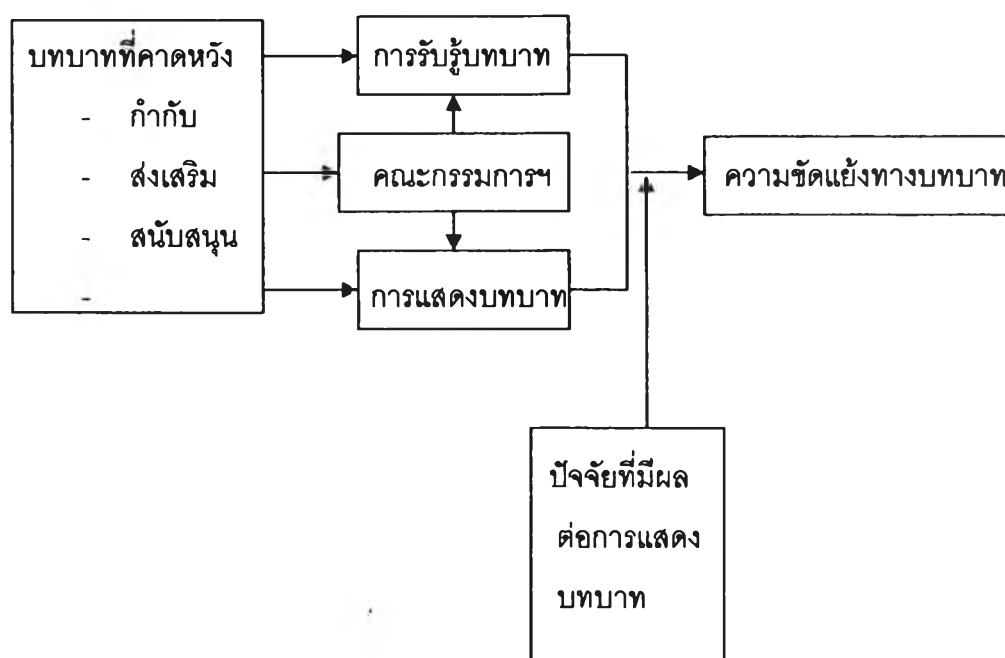 บทบาทที่คาดหวัง
- กำกับ
- ส่งเสริม
- สนับสนุน
-
การรับรู้บทบาท
คณะกรรมการฯ
การแสดงบทบาท
ความขัดแย้งทางบทบาท
ปัจจัยที่มีผล
ต่อการแสดง
บทบาท